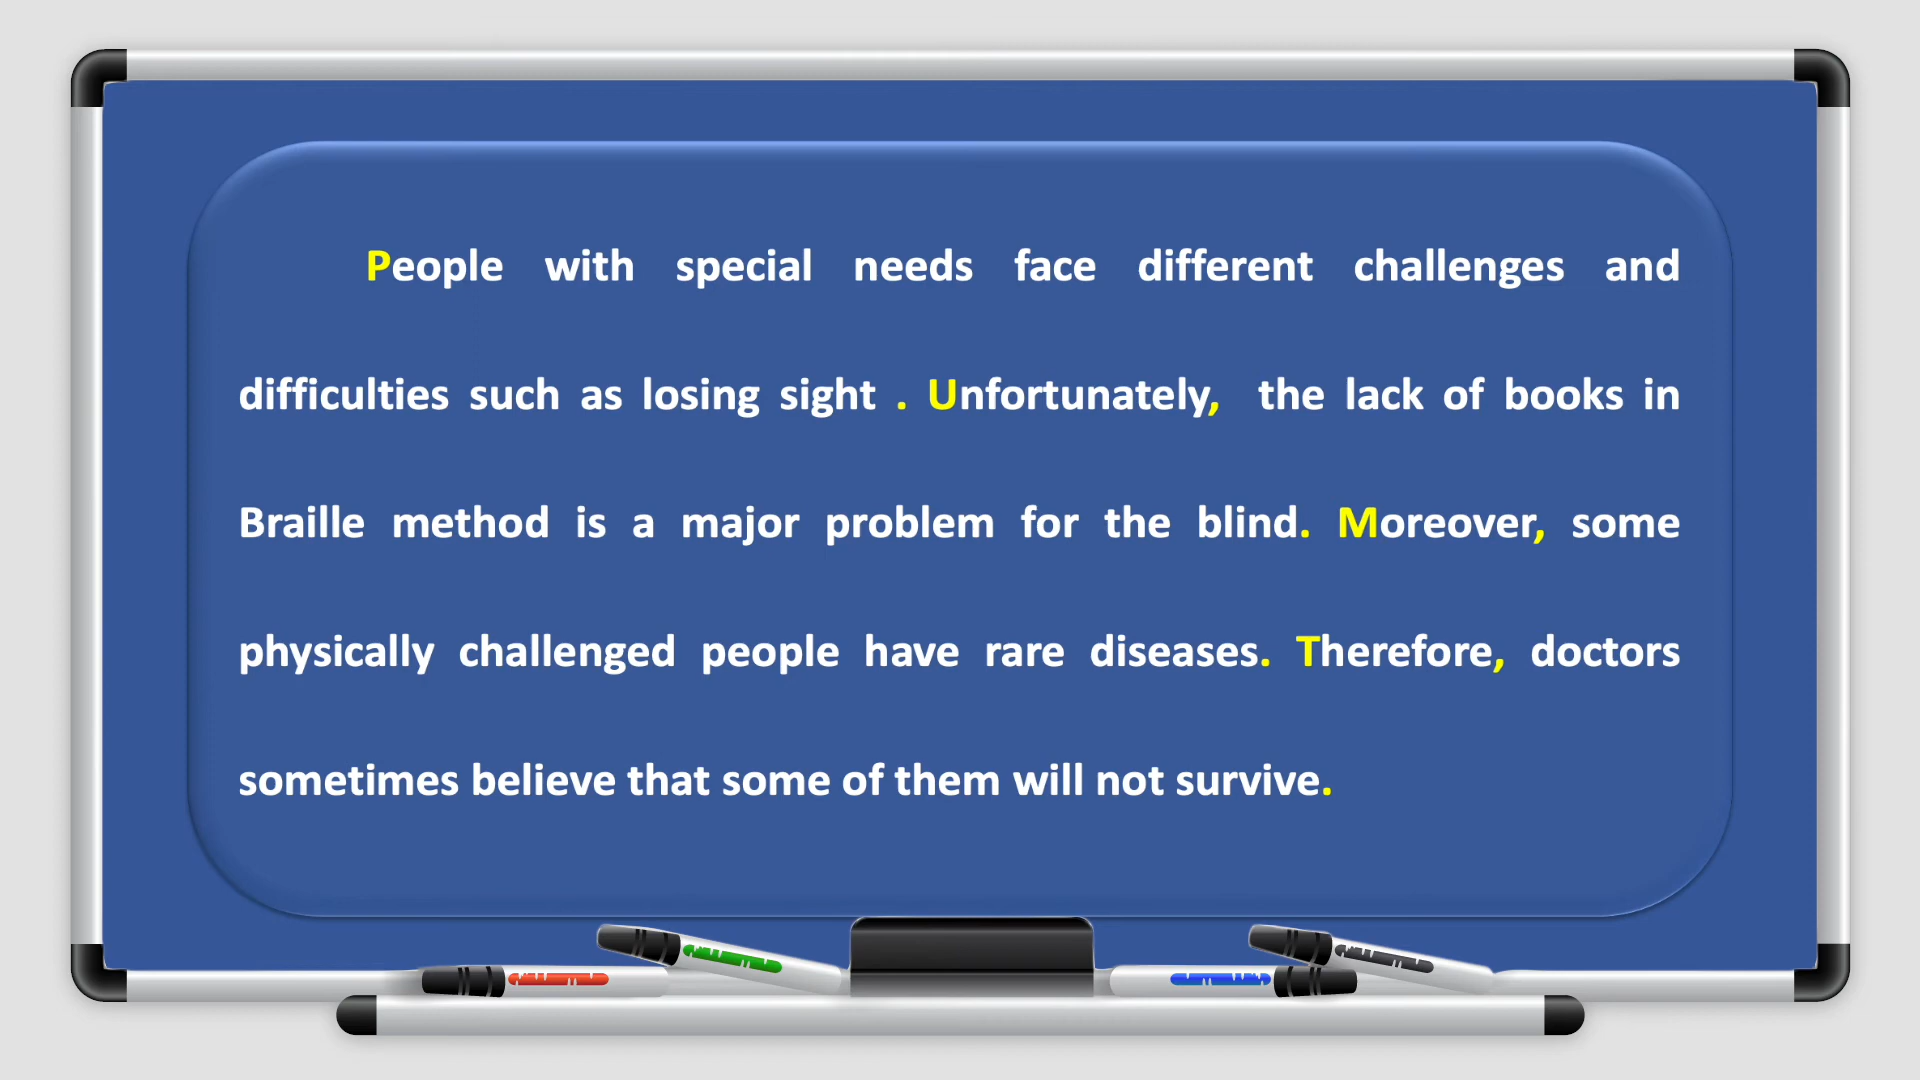 People with special needs face different challenges and
difficulties such as losing sight . Unfortunately, the lack of books in
Braille method is a major problem for the blind. Moreover, some
physically challenged people have rare diseases. Therefore, doctors
sometimes believe that some of them will not survive.